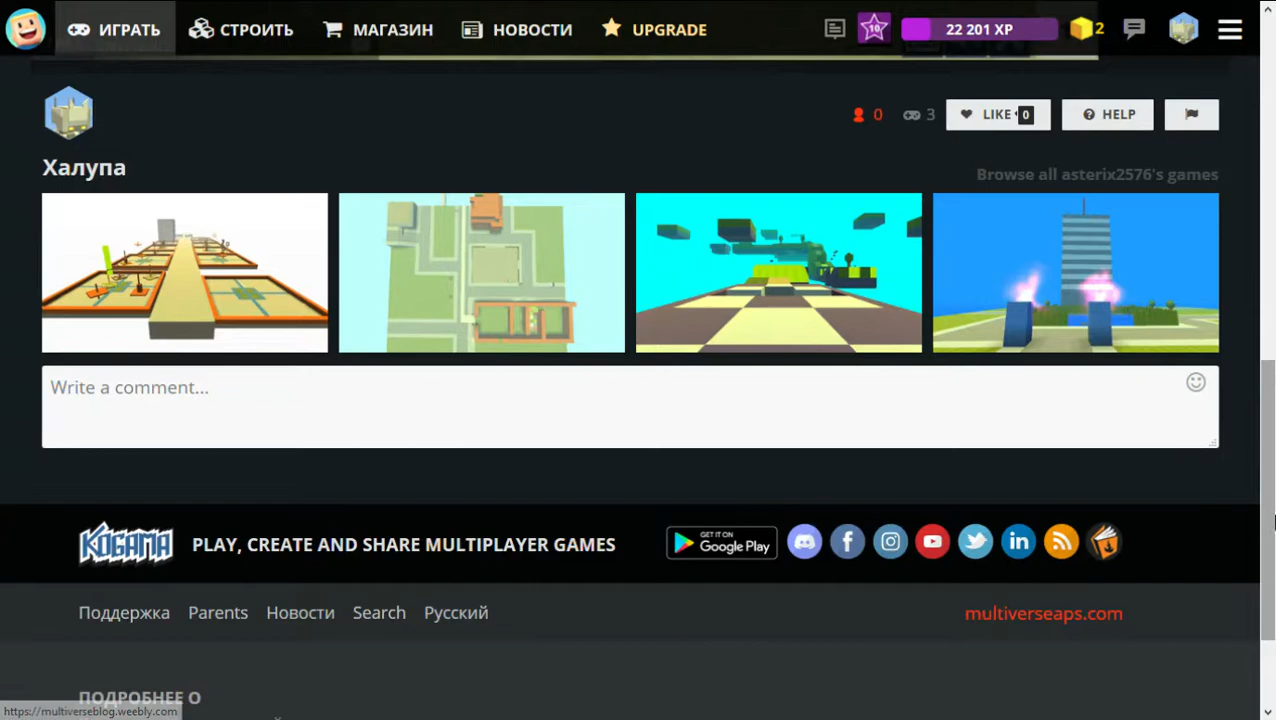 ИГРАТЬ СТРОИТЬ МАГАЗИН НОВОСТИ UPGRADE 10 22 201 XP 2
0 3 LIKE 0 HELP
Халупа
Browse all asterix2576's games
Write a comment...
KOGAMA PLAY, CREATE AND SHARE MULTIPLAYER GAMES GET IT ON Google Play in
Поддержка Parents Новости Search Русский multiverseaps.com
ПОДРОБНЕЕ О
https://multiverseblog.weebly.com